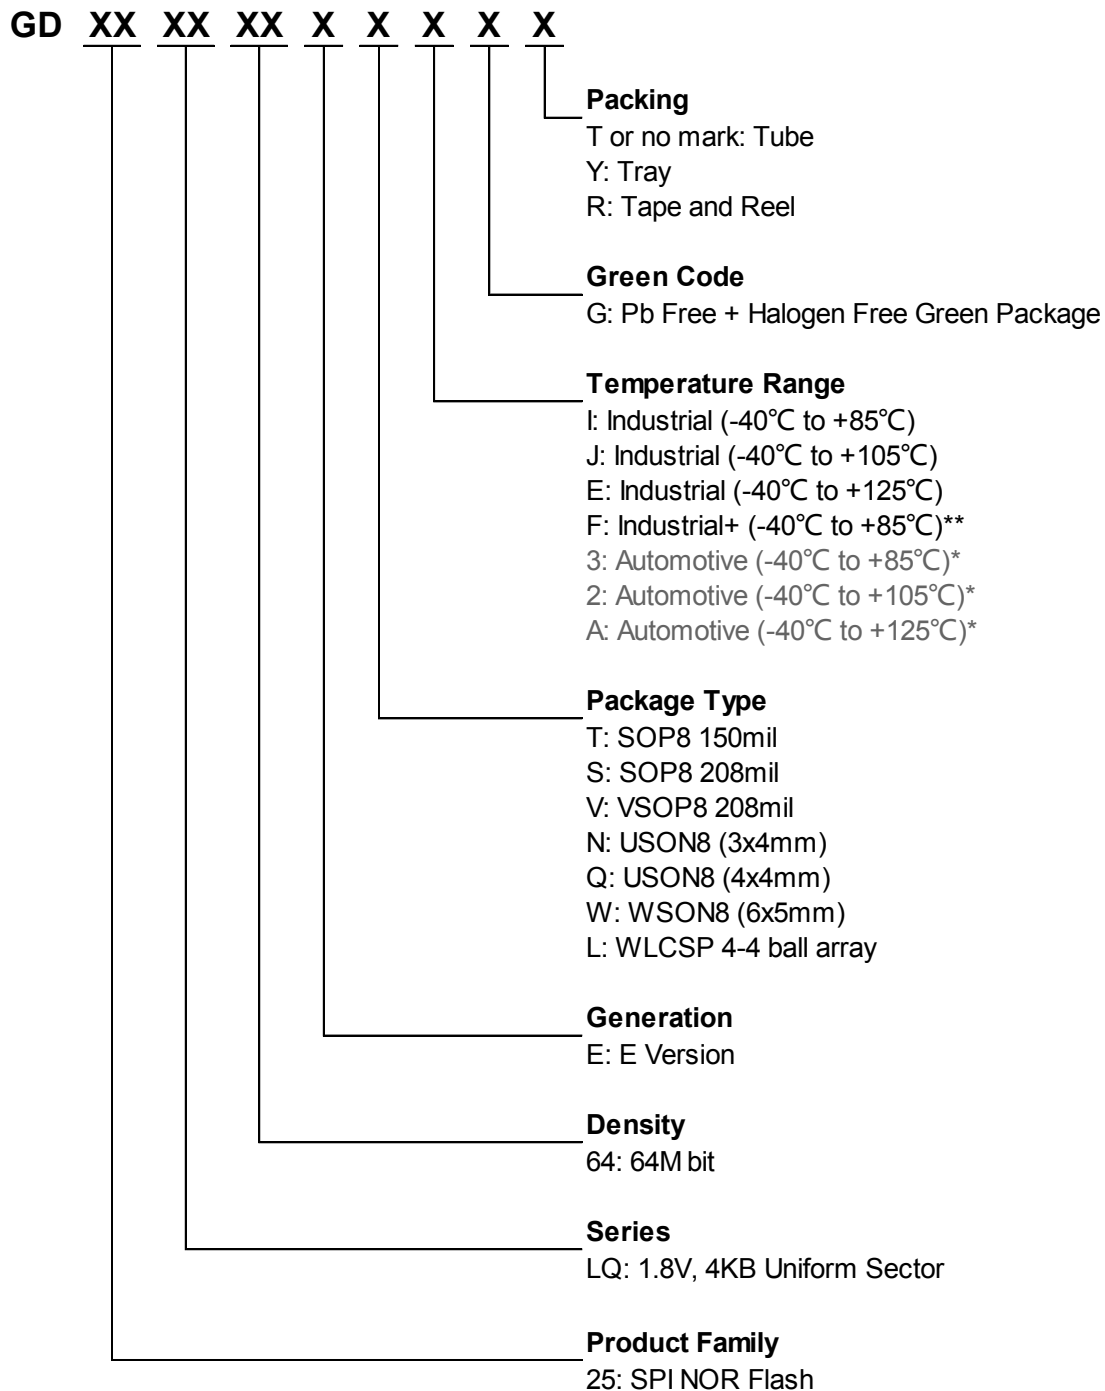 GD XX XX XX X X X X X
Packing
T or no mark: Tube
Y: Tray
R: Tape and Reel
Green Code
G: Pb Free + Halogen Free Green Package
Temperature Range
I: Industrial (-40℃ to +85℃)
J: Industrial (-40℃ to +105℃)
E: Industrial (-40℃ to +125℃)
F: Industrial+ (-40℃ to +85℃)**
3: Automotive (-40℃ to +85℃)*
2: Automotive (-40℃ to +105℃)*
A: Automotive (-40℃ to +125℃)*
Package Type
T: SOP8 150mil
S: SOP8 208mil
V: VSOP8 208mil
N: USON8 (3x4mm)
Q: USON8 (4x4mm)
W: WSON8 (6x5mm)
L: WLCSP 4-4 ball array
Generation
E: E Version
Density
64: 64M bit
Series
LQ: 1.8V, 4KB Uniform Sector
Product Family
25: SPI NOR Flash